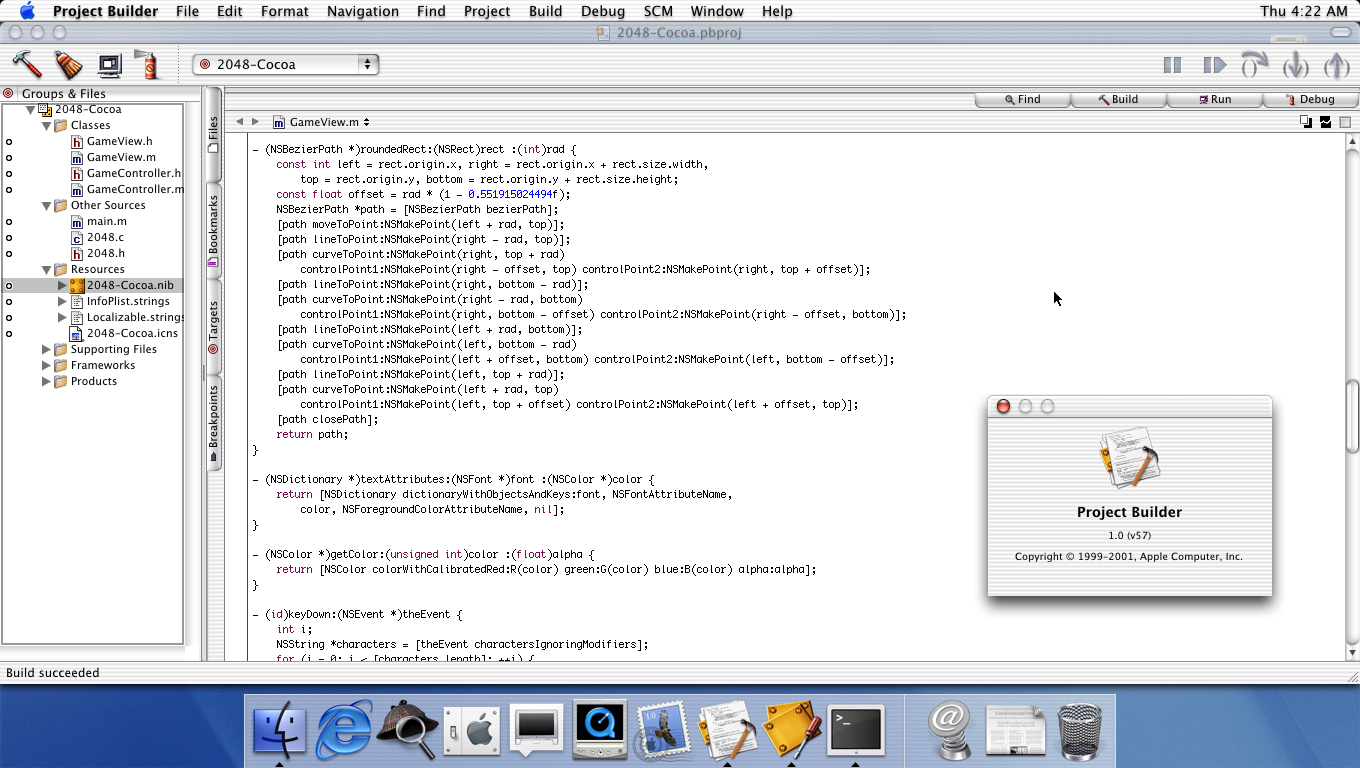 Project Builder File Edit Format Navigation Find Project Build Debug SCM Window Help Thu 4:22 AM
2048-Cocoa.pbproj
2048-Cocoa
Groups & Files
Find Build Run Debug
2048-Cocoa
Classes
GameView.h
GameView.m
GameController.h
GameController.m
Other Sources
main.m
2048.c
2048.h
Resources
2048-Cocoa.nib
InfoPlist.strings
Localizable.strings
2048-Cocoa.icns
Supporting Files
Frameworks
Products
Files
Bookmarks
Targets
Breakpoints
GameView.m
- (NSBezierPath *)roundedRect:(NSRect)rect :(int)rad {
const int left = rect.origin.x, right = rect.origin.x + rect.size.width,
top = rect.origin.y, bottom = rect.origin.y + rect.size.height;
const float offset = rad * (1 - 0.551915024494f);
NSBezierPath *path = [NSBezierPath bezierPath];
[path moveToPoint:NSMakePoint(left + rad, top)];
[path lineToPoint:NSMakePoint(right - rad, top)];
[path curveToPoint:NSMakePoint(right, top + rad)
controlPoint1:NSMakePoint(right - offset, top) controlPoint2:NSMakePoint(right, top + offset)];
[path lineToPoint:NSMakePoint(right, bottom - rad)];
[path curveToPoint:NSMakePoint(right - rad, bottom)
controlPoint1:NSMakePoint(right, bottom - offset) controlPoint2:NSMakePoint(right - offset, bottom)];
[path lineToPoint:NSMakePoint(left + rad, bottom)];
[path curveToPoint:NSMakePoint(left, bottom - rad)
controlPoint1:NSMakePoint(left + offset, bottom) controlPoint2:NSMakePoint(left, bottom - offset)];
[path lineToPoint:NSMakePoint(left, top + rad)];
[path curveToPoint:NSMakePoint(left + rad, top)
controlPoint1:NSMakePoint(left, top + offset) controlPoint2:NSMakePoint(left + offset, top)];
[path closePath];
return path;
}
- (NSDictionary *)textAttribute:(NSFont *)font :(NSColor *)color {
return [NSDictionary dictionaryWithObjectsAndKeys:font, NSFontAttributeName,
color, NSForegroundColorAttributeName, nil];
}
- (NSColor *)getColor:(unsigned int)color :(float)alpha {
return [NSColor colorWithCalibratedRed:R(color) green:G(color) blue:B(color) alpha:alpha];
}
- (id)keyDown:(NSEvent *)theEvent {
int i;
NSString *characters = [theEvent charactersIgnoringModifiers];
for (i = 0; i < [characters length]; ++i) {
Project Builder
1.0 (v57)
Copyright © 1999-2001, Apple Computer, Inc.
Build succeeded